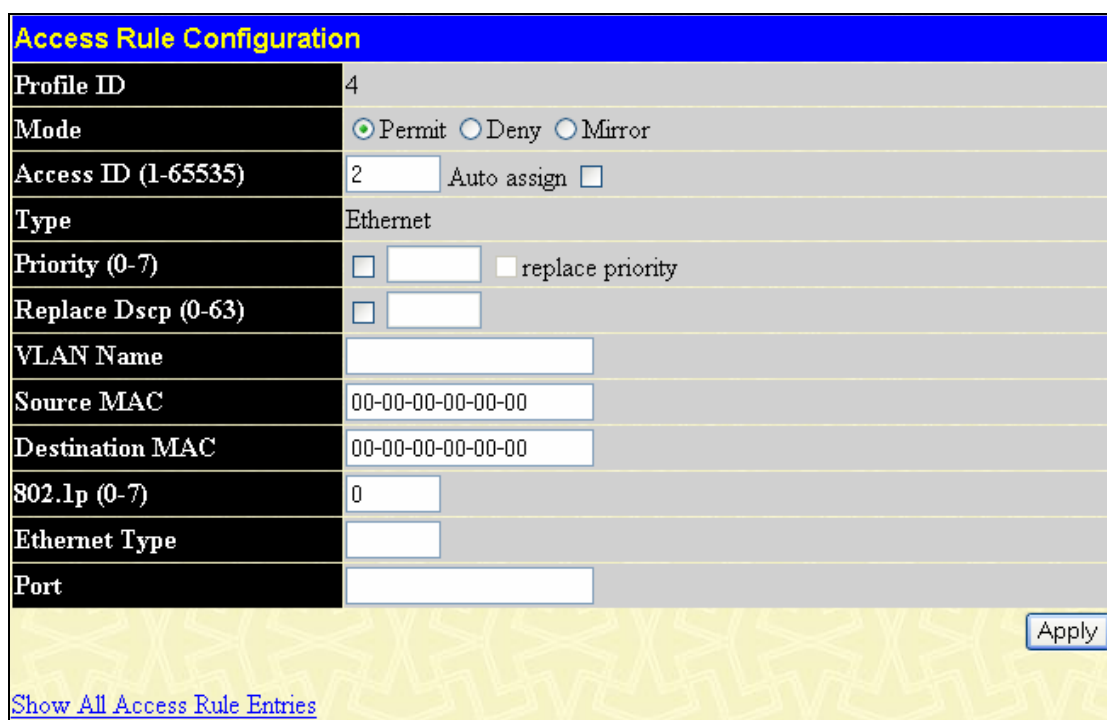 Access Rule Configuration
Profile ID 4
Mode Permit Deny Mirror
Access ID (1-65535) 2 Auto assign
Type Ethernet
Priority (0-7) replace priority
Replace Dscp (0-63)
VLAN Name
Source MAC 00-00-00-00-00-00
Destination MAC 00-00-00-00-00-00
802.1p (0-7) 0
Ethernet Type
Port
Apply
Show All Access Rule Entries